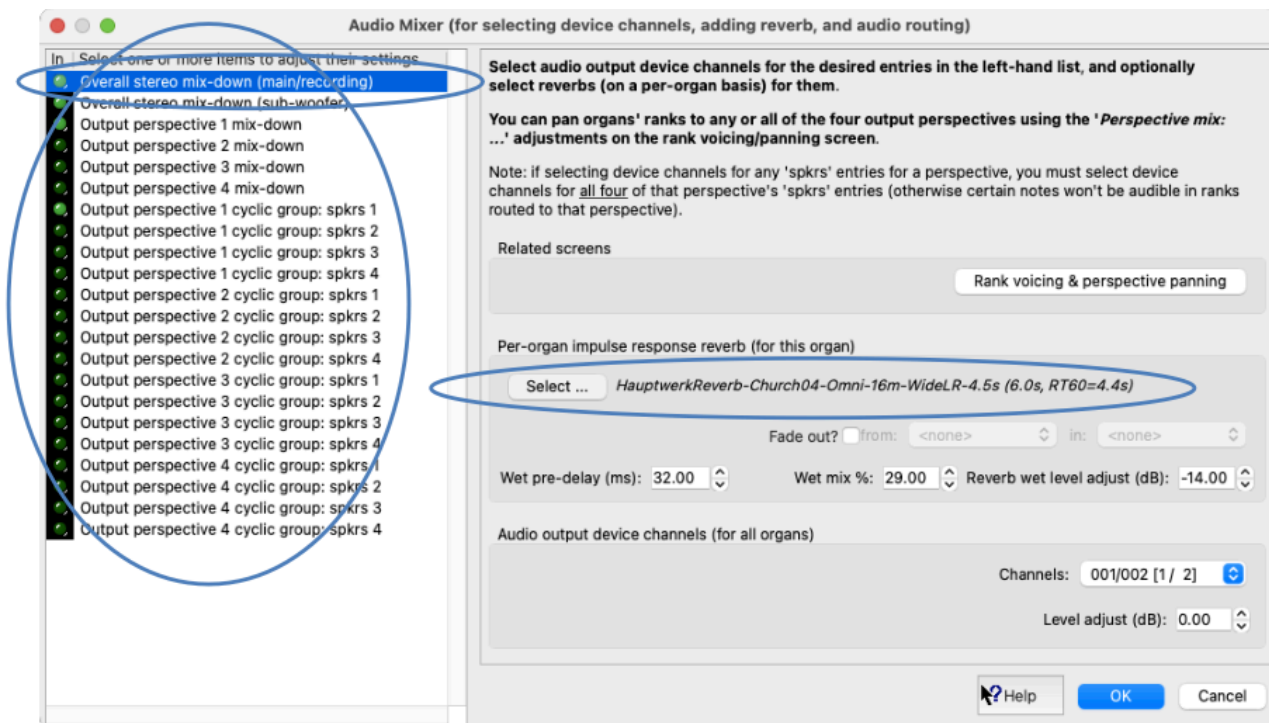 Audio Mixer (for selecting device channels, adding reverb, and audio routing)
In Select one or more items to adjust their settings
Overall stereo mix-down (main/recording)
Overall stereo mix-down (sub-woofer)
Output perspective 1 mix-down
Output perspective 2 mix-down
Output perspective 3 mix-down
Output perspective 4 mix-down
Output perspective 1 cyclic group: spkrs 1
Output perspective 1 cyclic group: spkrs 2
Output perspective 1 cyclic group: spkrs 3
Output perspective 1 cyclic group: spkrs 4
Output perspective 2 cyclic group: spkrs 1
Output perspective 2 cyclic group: spkrs 2
Output perspective 2 cyclic group: spkrs 3
Output perspective 2 cyclic group: spkrs 4
Output perspective 3 cyclic group: spkrs 1
Output perspective 3 cyclic group: spkrs 2
Output perspective 3 cyclic group: spkrs 3
Output perspective 3 cyclic group: spkrs 4
Output perspective 4 cyclic group: spkrs 1
Output perspective 4 cyclic group: spkrs 2
Output perspective 4 cyclic group: spkrs 3
Output perspective 4 cyclic group: spkrs 4
Select audio output device channels for the desired entries in the left-hand list, and optionally
select reverbs (on a per-organ basis) for them.
You can pan organs' ranks to any or all of the four output perspectives using the 'Perspective mix:
...' adjustments on the rank voicing/panning screen.
Note: if selecting device channels for any 'spkrs' entries for a perspective, you must select device
channels for all four of that perspective's 'spkrs' entries (otherwise certain notes won't be audible in ranks
routed to that perspective).
Related screens
Rank voicing & perspective panning
Per-organ impulse response reverb (for this organ)
Select ... HauptwerkReverb-Church04-Omni-16m-WideLR-4.5s (6.0s, RT60=4.4s)
Fade out? from: <none> in: <none>
Wet pre-delay (ms): 32.00 Wet mix %: 29.00 Reverb wet level adjust (dB): -14.00
Audio output device channels (for all organs)
Channels: 001/002 [1 / 2]
Level adjust (dB): 0.00
Help OK Cancel